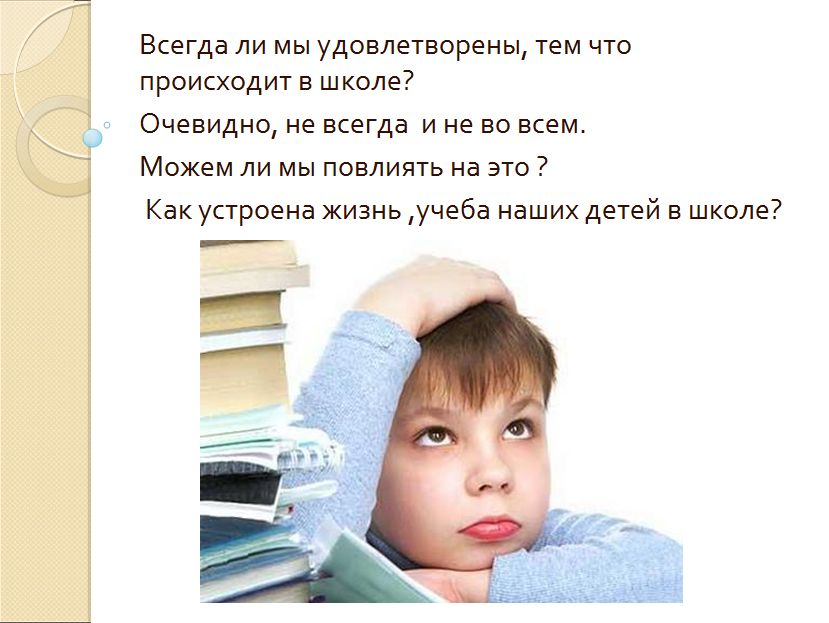 Всегда ли мы удовлетворены, тем что
происходит в школе?
Очевидно, не всегда  и не во всем.
Можем ли мы повлиять на это ?
Как устроена жизнь ,учеба наших детей в школе?